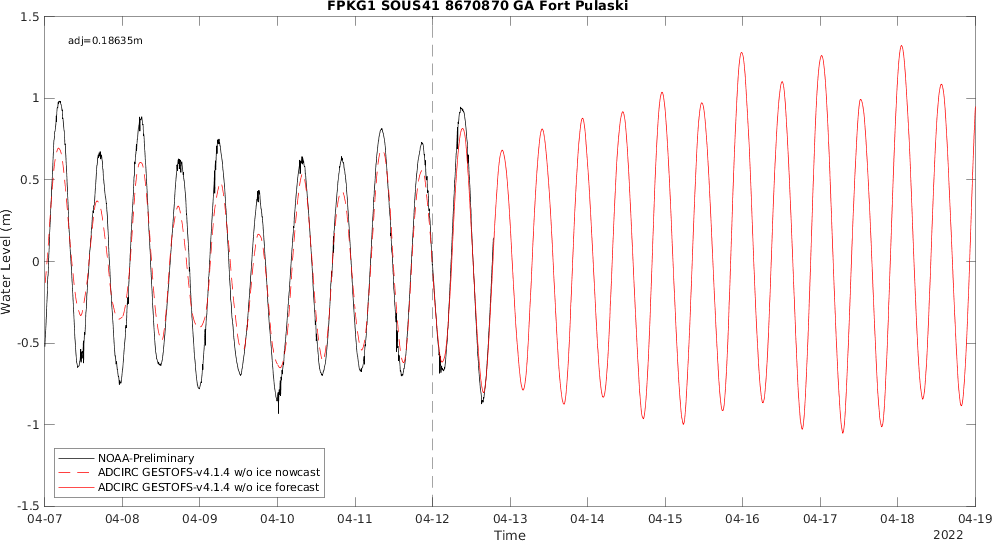 FPKG1 SOUS41 8670870 GA Fort Pulaski
1.5
adj=0.18635m
1
0.5
0
-0.5
-1
-1.5
Water Level (m)
NOAA-Preliminary
ADCIRC GESTOFS-v4.1.4 w/o ice nowcast
ADCIRC GESTOFS-v4.1.4 w/o ice forecast
04-07 04-08 04-09 04-10 04-11 04-12 04-13 04-14 04-15 04-16 04-17 04-18 04-19
Time
2022